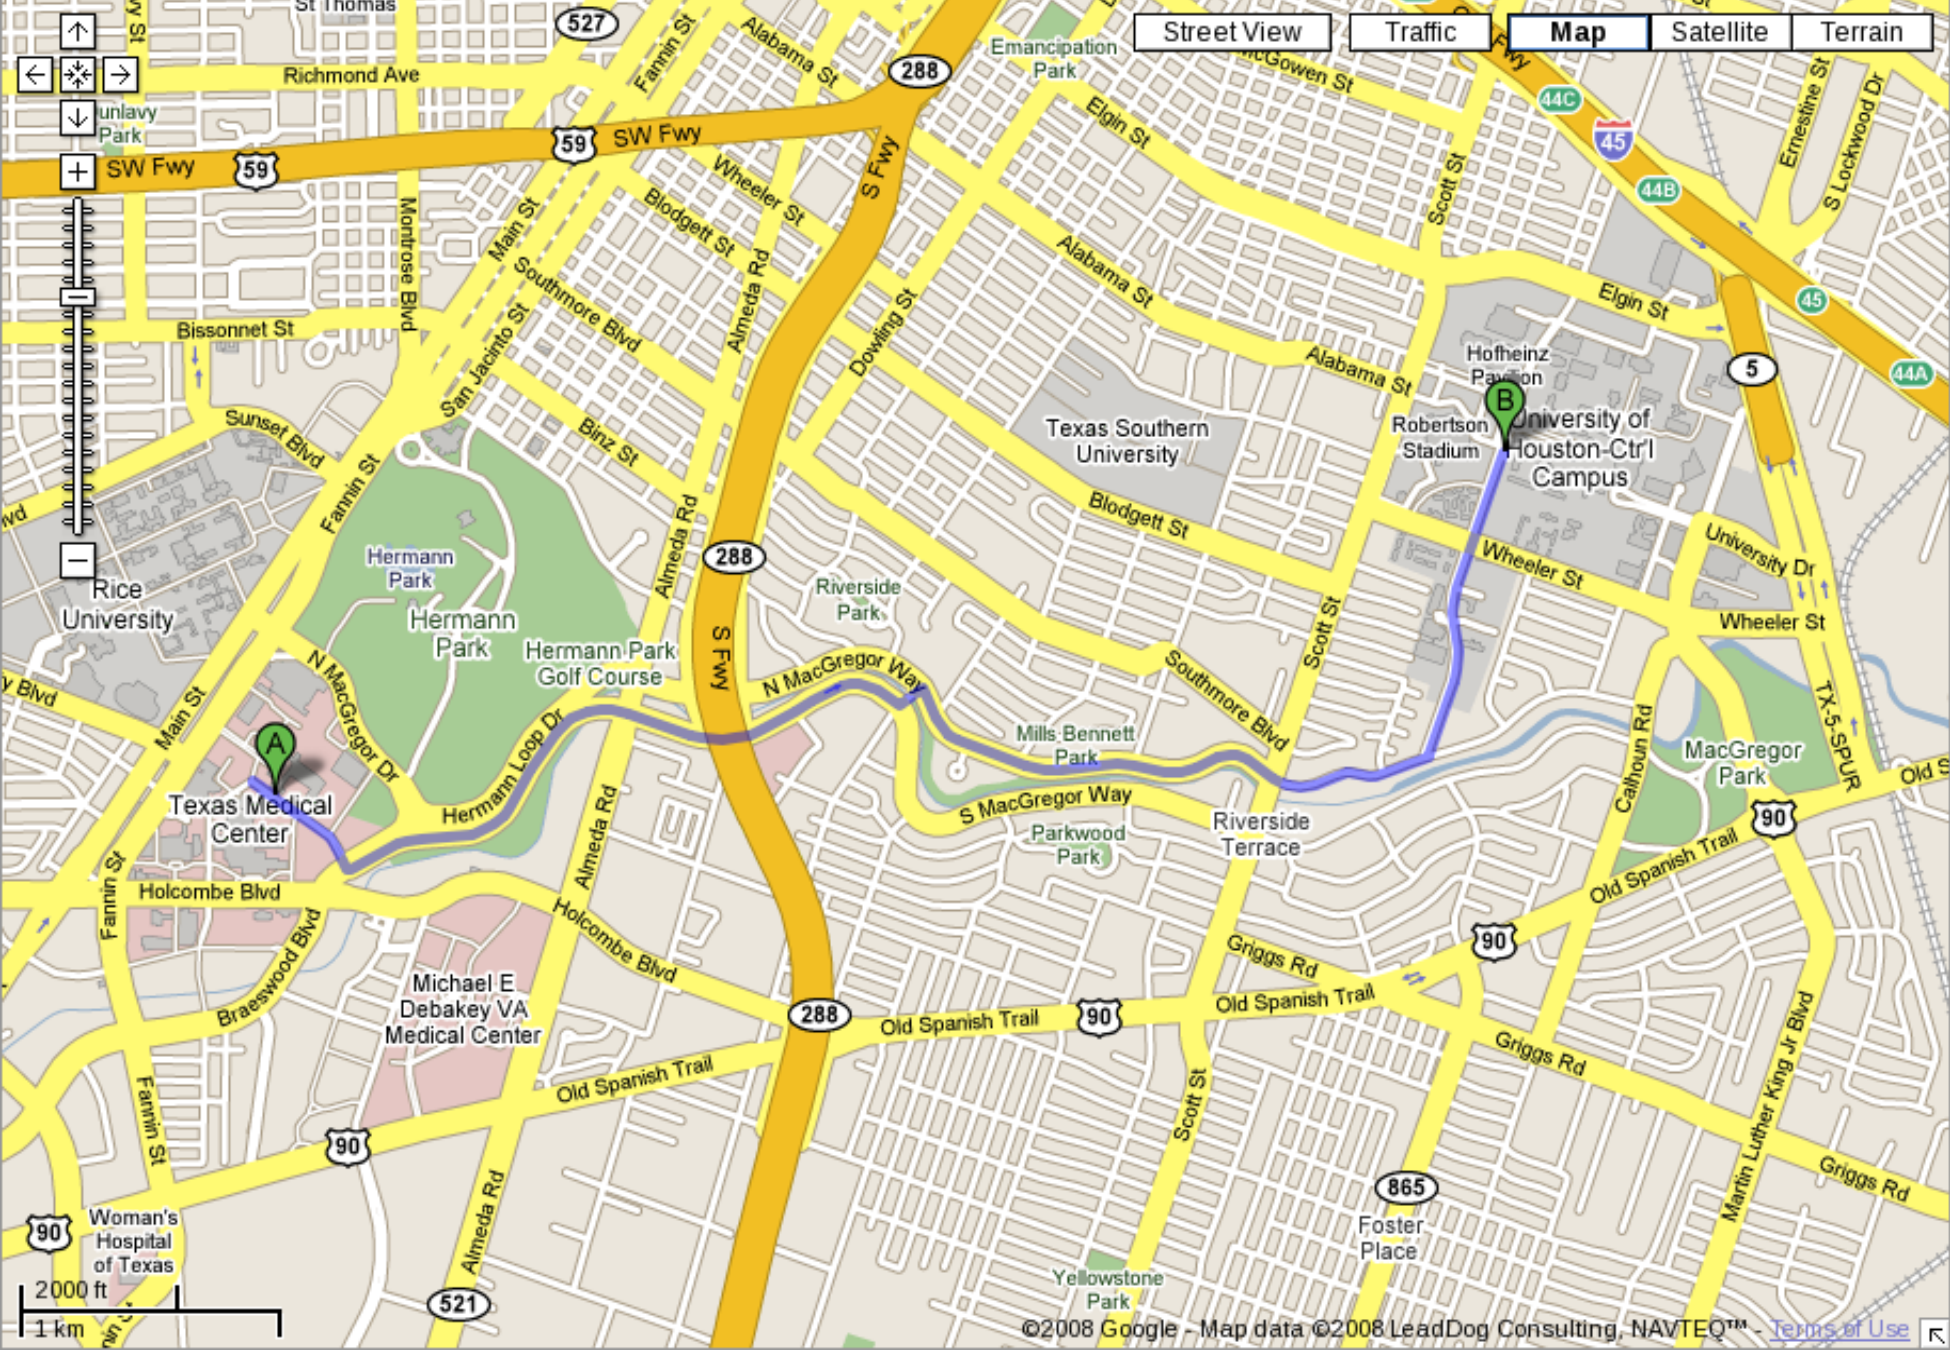 St Thomas
527
Fannin St
Alabama St
288
Emancipation
Park
Street View
Traffic
Map
Satellite
Terrain
McGowen St
Fwy
Richmond Ave
44C
Ernestine St
S Lockwood Dr
unlavy
Park
Elgin St
45
SW Fwy
59
59
SW Fwy
Wheeler St
S Fwy
Scott St
44B
Blodgett St
Montrose Blvd
Main St
Southmore Blvd
Almeda Rd
Alabama St
Elgin St
45
Bissonnet St
San Jacinto St
Dowling St
Hofheinz
Pavilion
Alabama St
5
44A
B
Sunset Blvd
Binz St
Texas Southern
University
Robertson
Stadium
University of
Houston-Ctr'l
Campus
Fannin St
vd
Almeda Rd
Blodgett St
288
Hermann
Park
University Dr
Wheeler St
Rice
University
Riverside
Park
Hermann
Park
Wheeler St
Hermann Park
Golf Course
S Fwy
N MacGregor Way
Southmore Blvd
Scott St
y Blvd
Main St
N MacGregor Dr
A
Hermann Loop Dr
Mills Bennett
Park
Calhoun Rd
MacGregor
Park
TX-5-SPUR
Old S
Texas Medical
Center
S MacGregor Way
Riverside
Terrace
90
Parkwood
Park
Almeda Rd
Old Spanish Trail
Fannin St
Holcombe Blvd
Holcombe Blvd
Braeswood Blvd
Griggs Rd
90
Michael E
Debakey VA
Medical Center
288
Old Spanish Trail
90
Old Spanish Trail
Griggs Rd
Old Spanish Trail
Fannin St
90
Scott St
Martin Luther King Jr Blvd
Griggs Rd
865
Almeda Rd
Woman's
Hospital
of Texas
90
Foster
Place
Yellowstone
Park
2000 ft
1 km
521
©2008 Google - Map data ©2008 LeadDog Consulting, NAVTEQ™ - Terms of Use